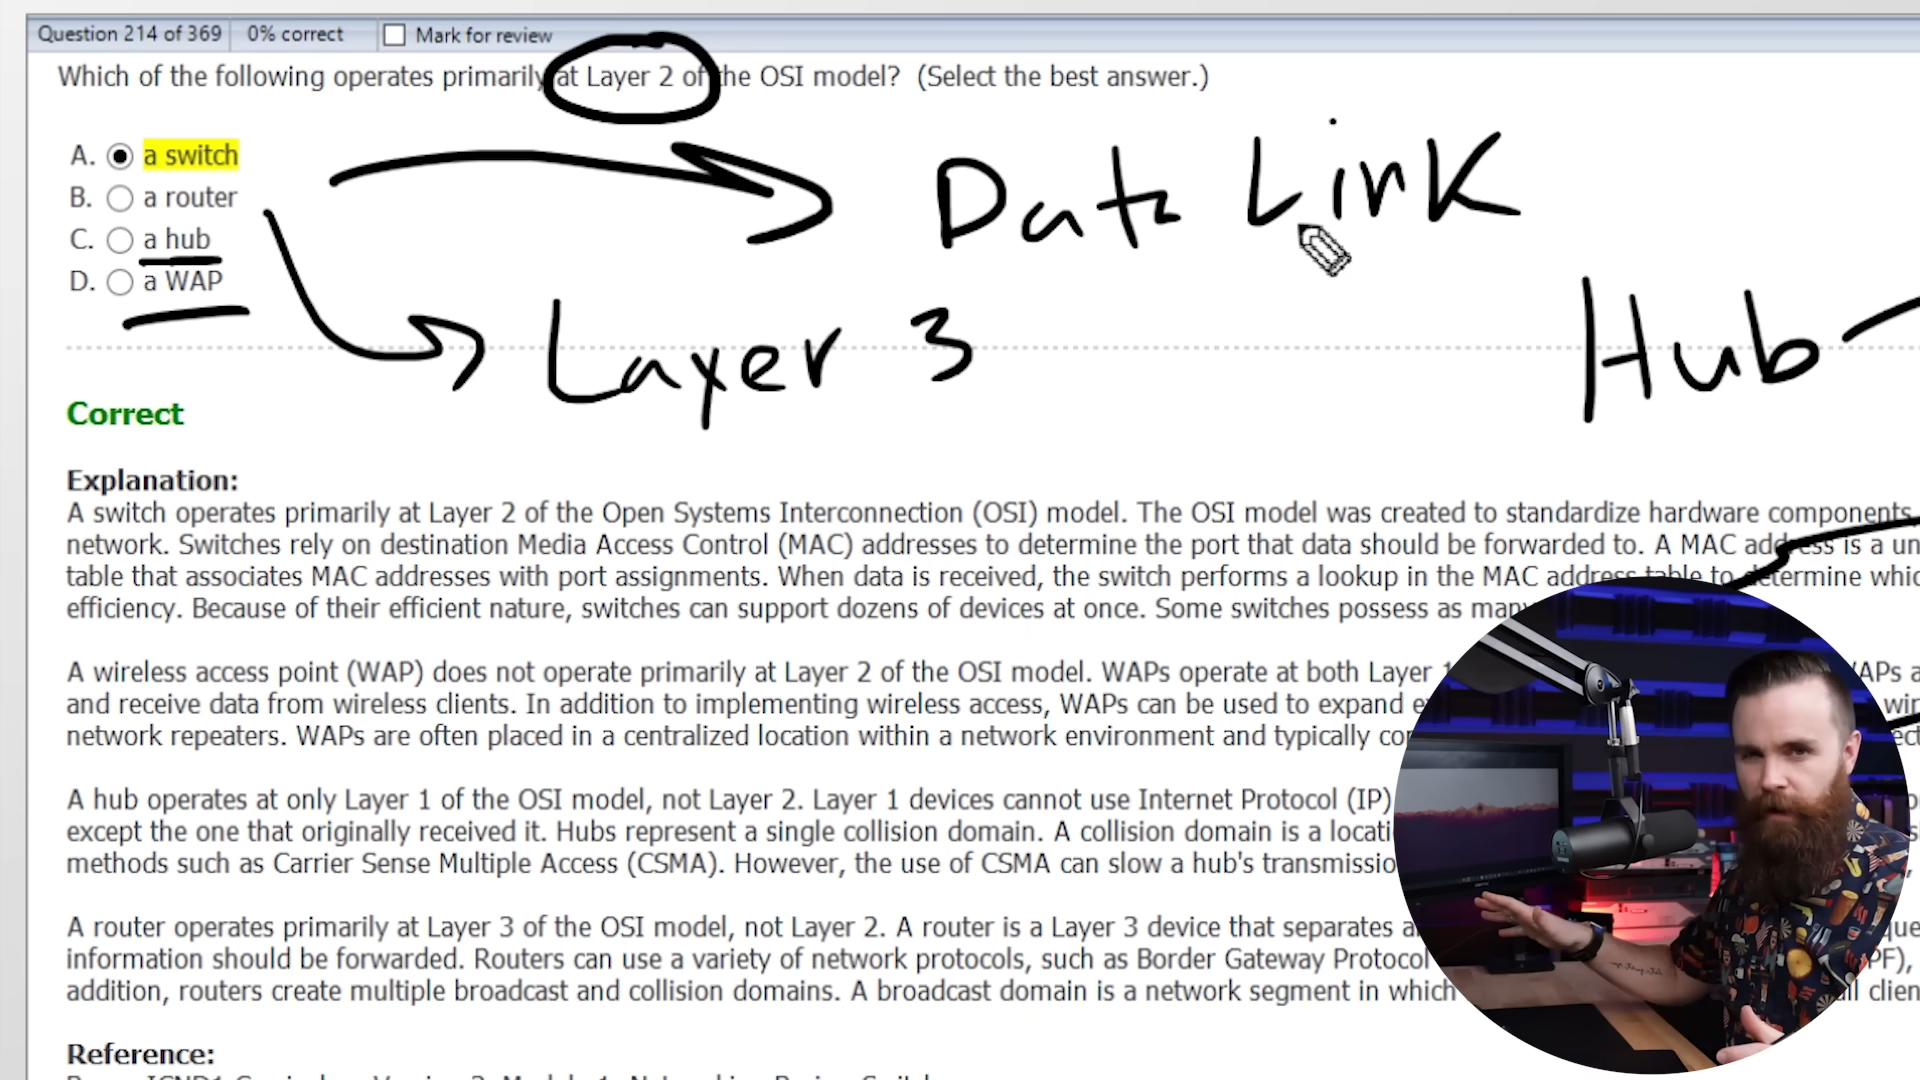 Question 214 of 369 0% correct Mark for review
Which of the following operates primarily at Layer 2 of the OSI model? (Select the best answer.)
A. a switch
B. a router
C. a hub
D. a WAP
Data Link
Layer 3
Hub
Correct
Explanation:
A switch operates primarily at Layer 2 of the Open Systems Interconnection (OSI) model. The OSI model was created to standardize hardware components
network. Switches rely on destination Media Access Control (MAC) addresses to determine the port that data should be forwarded to. A MAC address is a un
table that associates MAC addresses with port assignments. When data is received, the switch performs a lookup in the MAC address table to determine whic
efficiency. Because of their efficient nature, switches can support dozens of devices at once. Some switches possess as many
A wireless access point (WAP) does not operate primarily at Layer 2 of the OSI model. WAPs operate at both Layer 1 WAPs a
and receive data from wireless clients. In addition to implementing wireless access, WAPs can be used to expand e wir
network repeaters. WAPs are often placed in a centralized location within a network environment and typically co ect
A hub operates at only Layer 1 of the OSI model, not Layer 2. Layer 1 devices cannot use Internet Protocol (IP)
except the one that originally received it. Hubs represent a single collision domain. A collision domain is a locati
methods such as Carrier Sense Multiple Access (CSMA). However, the use of CSMA can slow a hub's transmissio
A router operates primarily at Layer 3 of the OSI model, not Layer 2. A router is a Layer 3 device that separates a que
information should be forwarded. Routers can use a variety of network protocols, such as Border Gateway Protocol PF),
addition, routers create multiple broadcast and collision domains. A broadcast domain is a network segment in which all clien
Reference: